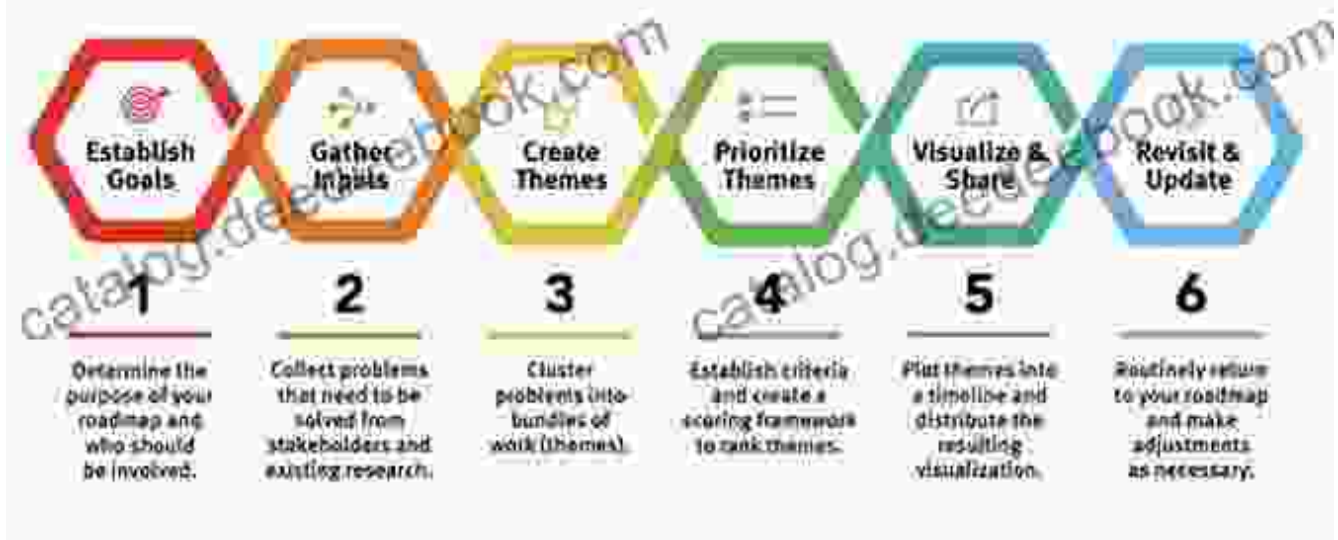 Establish
Goals
Gather
Inputs
Create
Themes
Prioritize
Themes
Visualize &
Share
Revisit &
Update
1
2
3
4
5
6
Determine the
purpose of your
roadmap and
who should
be involved.
Collect problems
that need to be
solved from
stakeholders and
existing research.
Cluster
problems into
bundles of
work (themes).
Establish criteria
and create a
scoring framework
to rank themes.
Plot themes into
a timeline and
distribute the
resulting
visualization.
Routinely return
to your roadmap
and make
adjustments
as necessary.
catalog.deedeebook.com
catalog.deedeebook.com